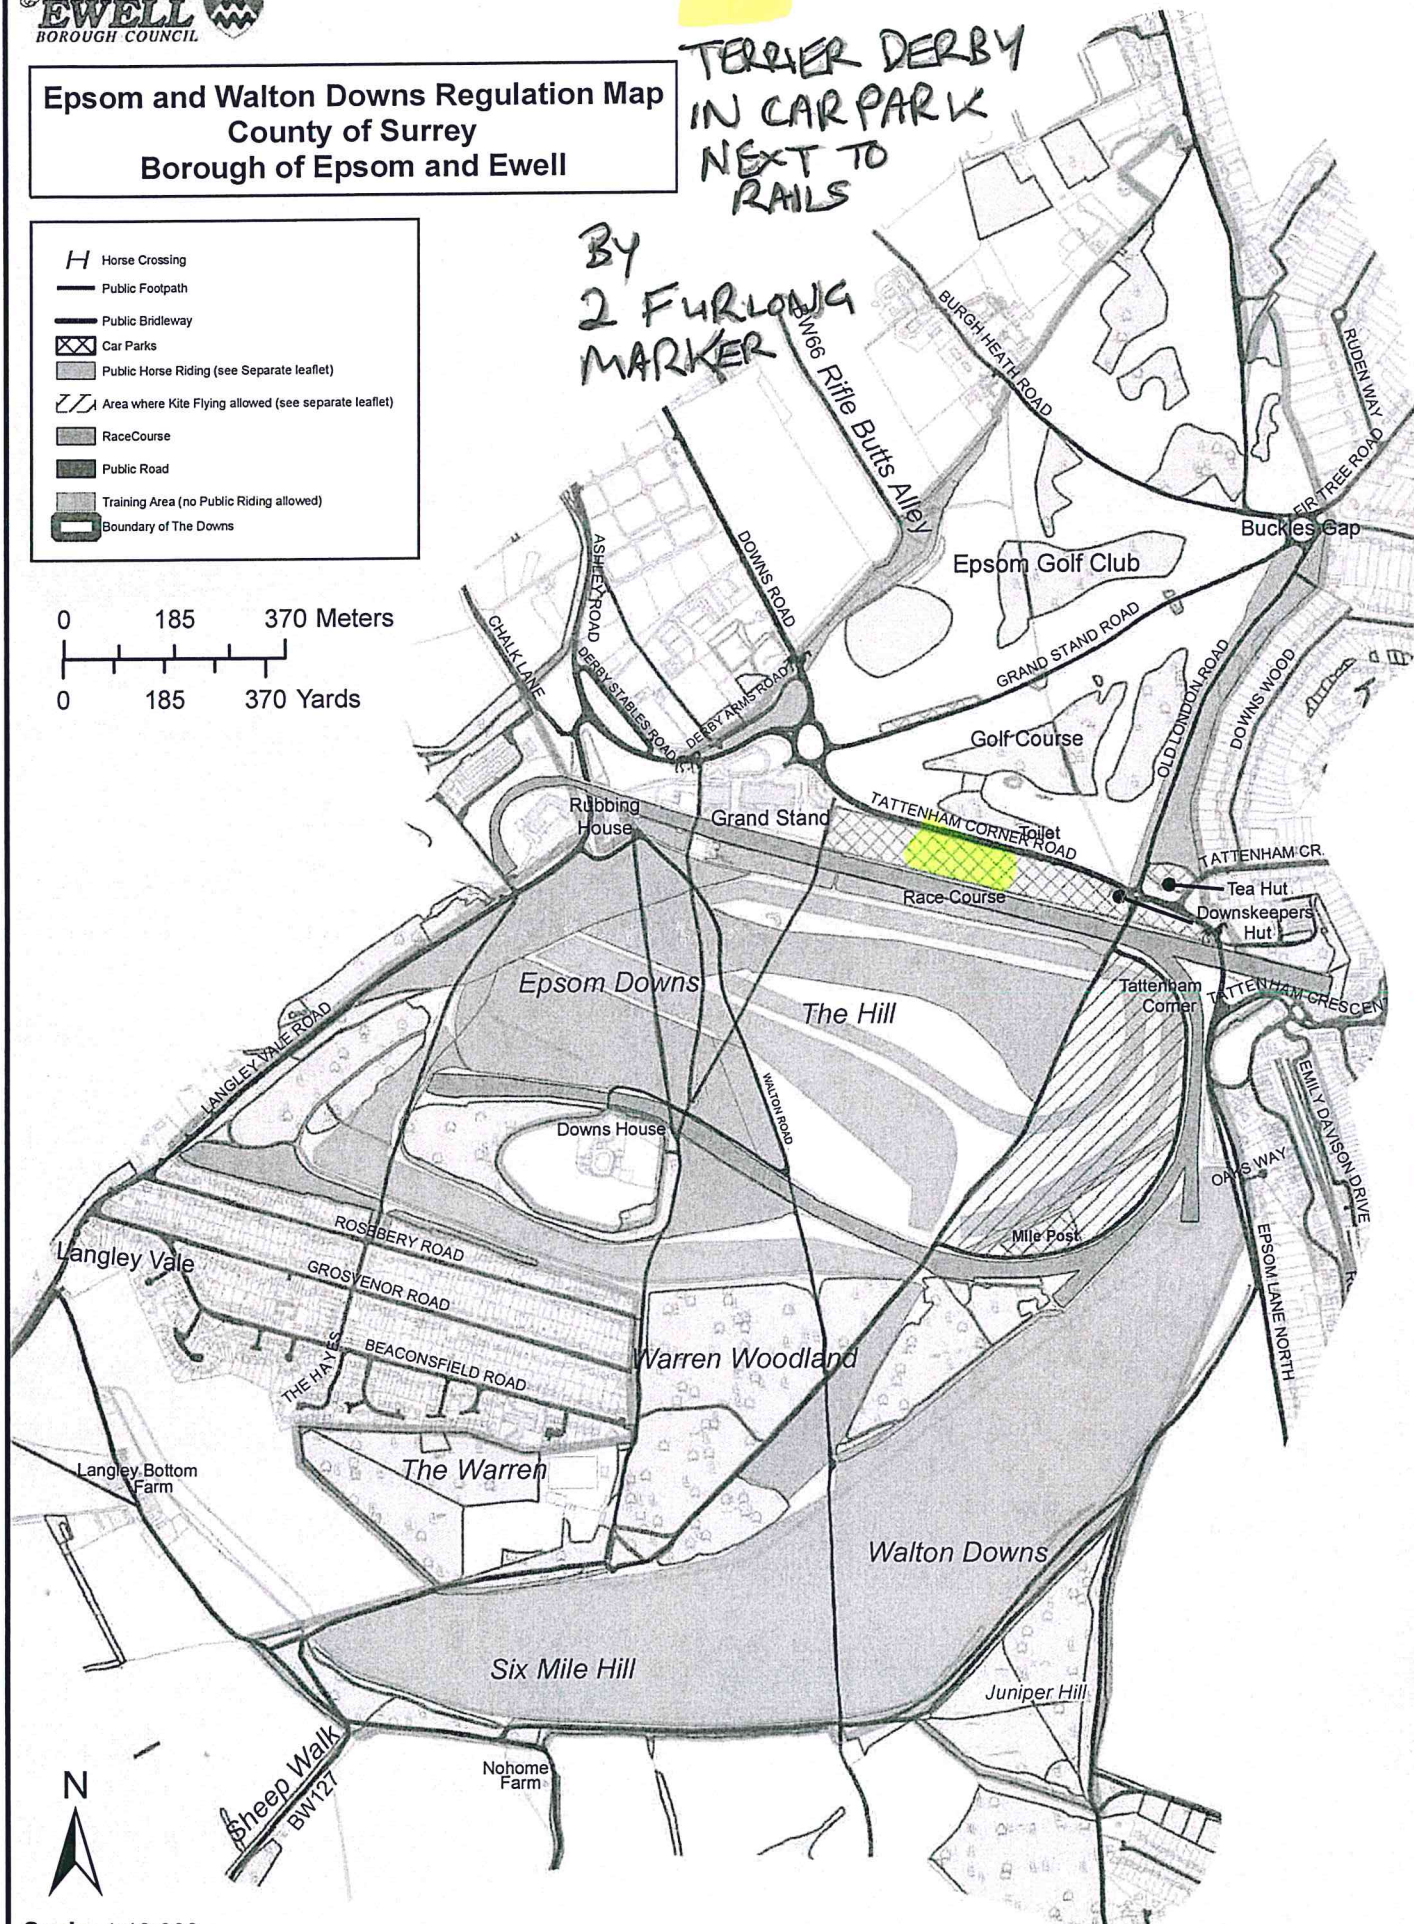 EWELL
BOROUGH COUNCIL
Epsom and Walton Downs Regulation Map
County of Surrey
Borough of Epsom and Ewell
TERRIER DERBY
IN CAR PARK
NEXT TO
RAILS
BY
2 FURLONG
MARKER
Horse Crossing
Public Footpath
Public Bridleway
Car Parks
Public Horse Riding (see Separate leaflet)
Area where Kite Flying allowed (see separate leaflet)
RaceCourse
Public Road
Training Area (no Public Riding allowed)
Boundary of The Downs
0 185 370 Meters
0 185 370 Yards
BURGH HEATH ROAD
RUDEN WAY
Rifle Butts Alley
FIR TREE ROAD
Buckles Gap
ASHLEY ROAD
DOWNS ROAD
Epsom Golf Club
CHALK LANE
GRAND STAND ROAD
DERBY STABLES ROAD
DERBY ARMS ROAD
OLD LONDON ROAD
DOWNS WOOD
Golf Course
Rubbing
House
Grand Stand
TATTENHAM CORNER ROAD
Toilet
TATTENHAM CR.
Tea Hut
Race Course
Downskeepers
Hut
Epsom Downs
The Hill
Tattenham
Corner
TATTENHAM CRESCENT
LANGLEY VALE ROAD
WALTON ROAD
EMILY DAVISON DRIVE
Downs House
OAKS WAY
Mile Post
EPSOM LANE NORTH
ROSEBERY ROAD
Langley Vale
GROSVENOR ROAD
BEACONSFIELD ROAD
THE HAYES
Warren Woodland
The Warren
Langley Bottom
Farm
Walton Downs
Six Mile Hill
Juniper Hill
Nohome
Farm
Sheep Walk
BW127
N